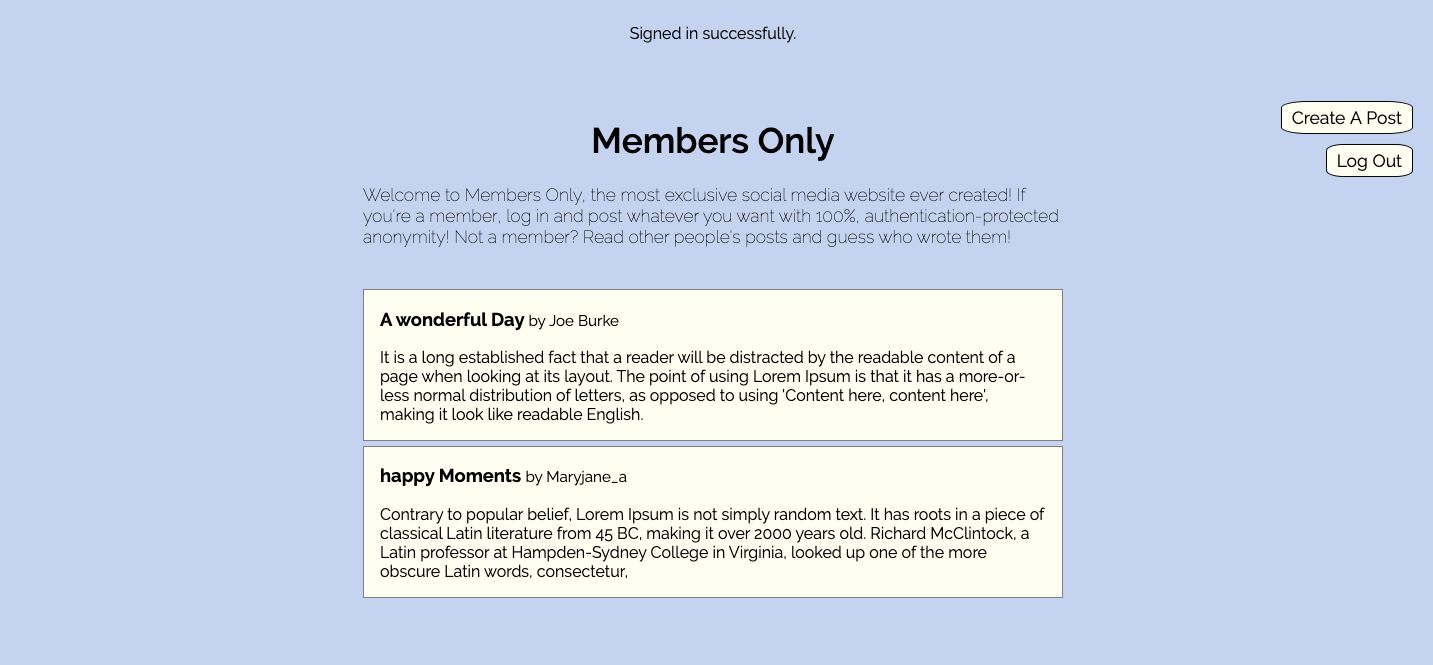 Signed in successfully.
Create A Post
Log Out
Members Only
Welcome to Members Only, the most exclusive social media website ever created! If
you're a member, log in and post whatever you want with 100%, authentication-protected
anonymity! Not a member? Read other people's posts and guess who wrote them!
A wonderful Day by Joe Burke
It is a long established fact that a reader will be distracted by the readable content of a
page when looking at its layout. The point of using Lorem Ipsum is that it has a more-or-
less normal distribution of letters, as opposed to using 'Content here, content here',
making it look like readable English.
happy Moments by Maryjane_a
Contrary to popular belief, Lorem Ipsum is not simply random text. It has roots in a piece of
classical Latin literature from 45 BC, making it over 2000 years old. Richard McClintock, a
Latin professor at Hampden-Sydney College in Virginia, looked up one of the more
obscure Latin words, consectetur,